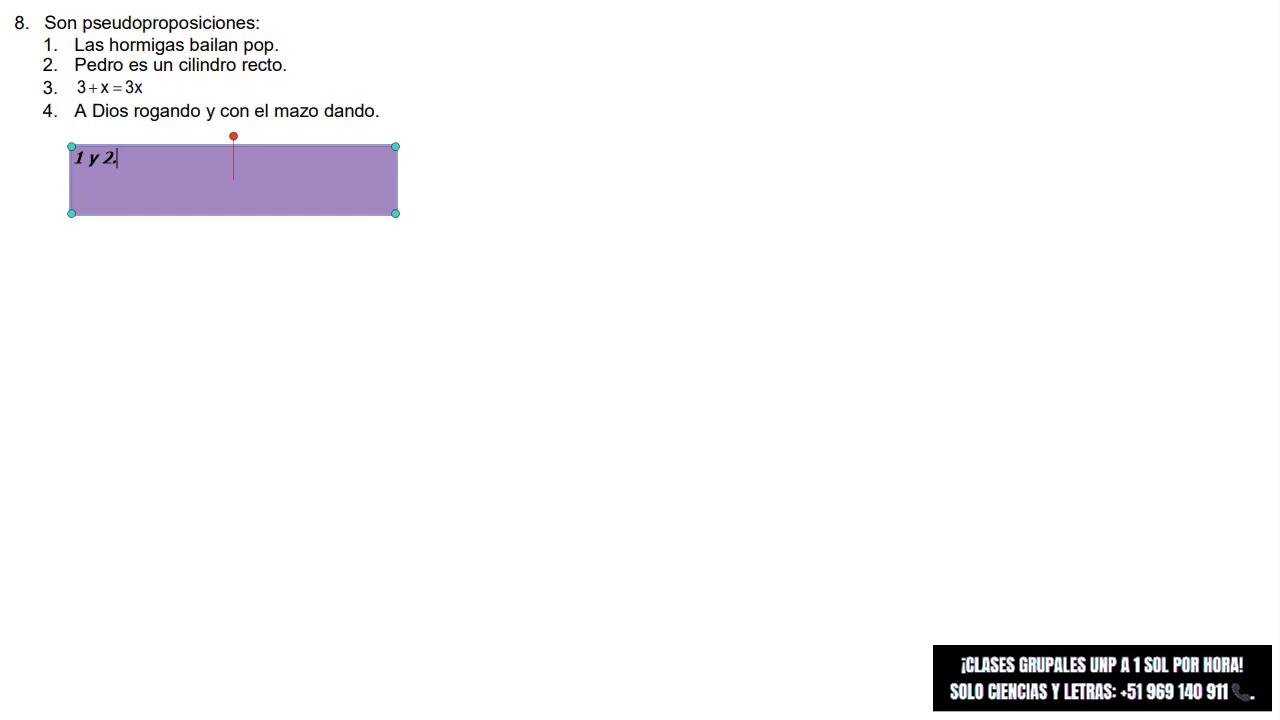 8. Son pseudoproposiciones:
1. Las hormigas bailan pop.
2. Pedro es un cilindro recto.
3. 3+x=3x
4. A Dios rogando y con el mazo dando.
1 y 2.
¡CLASES GRUPALES UNP A 1 SOL POR HORA!
SOLO CIENCIAS Y LETRAS: +51 969 140 911 📞.